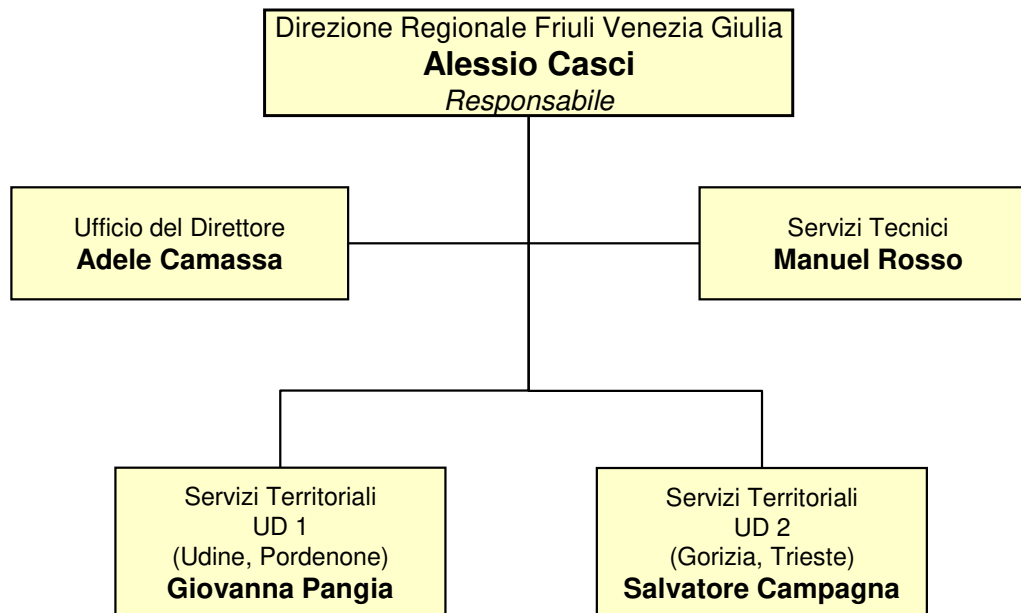 Direzione Regionale Friuli Venezia Giulia
Alessio Casci
Responsabile
Ufficio del Direttore
Adele Camassa
Servizi Tecnici
Manuel Rosso
Servizi Territoriali
UD 1
(Udine, Pordenone)
Giovanna Pangia
Servizi Territoriali
UD 2
(Gorizia, Trieste)
Salvatore Campagna